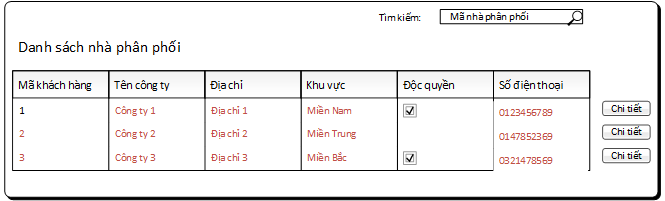 Tìm kiếm: Mã nhà phân phối
Danh sách nhà phân phối
Mã khách hàng Tên công ty Địa chỉ Khu vực Độc quyền Số điện thoại
1 Công ty 1 Địa chỉ 1 Miền Nam 0123456789 Chi tiết
2 Công ty 2 Địa chỉ 2 Miền Trung 0147852369 Chi tiết
3 Công ty 3 Địa chỉ 3 Miền Bắc 0321478569 Chi tiết